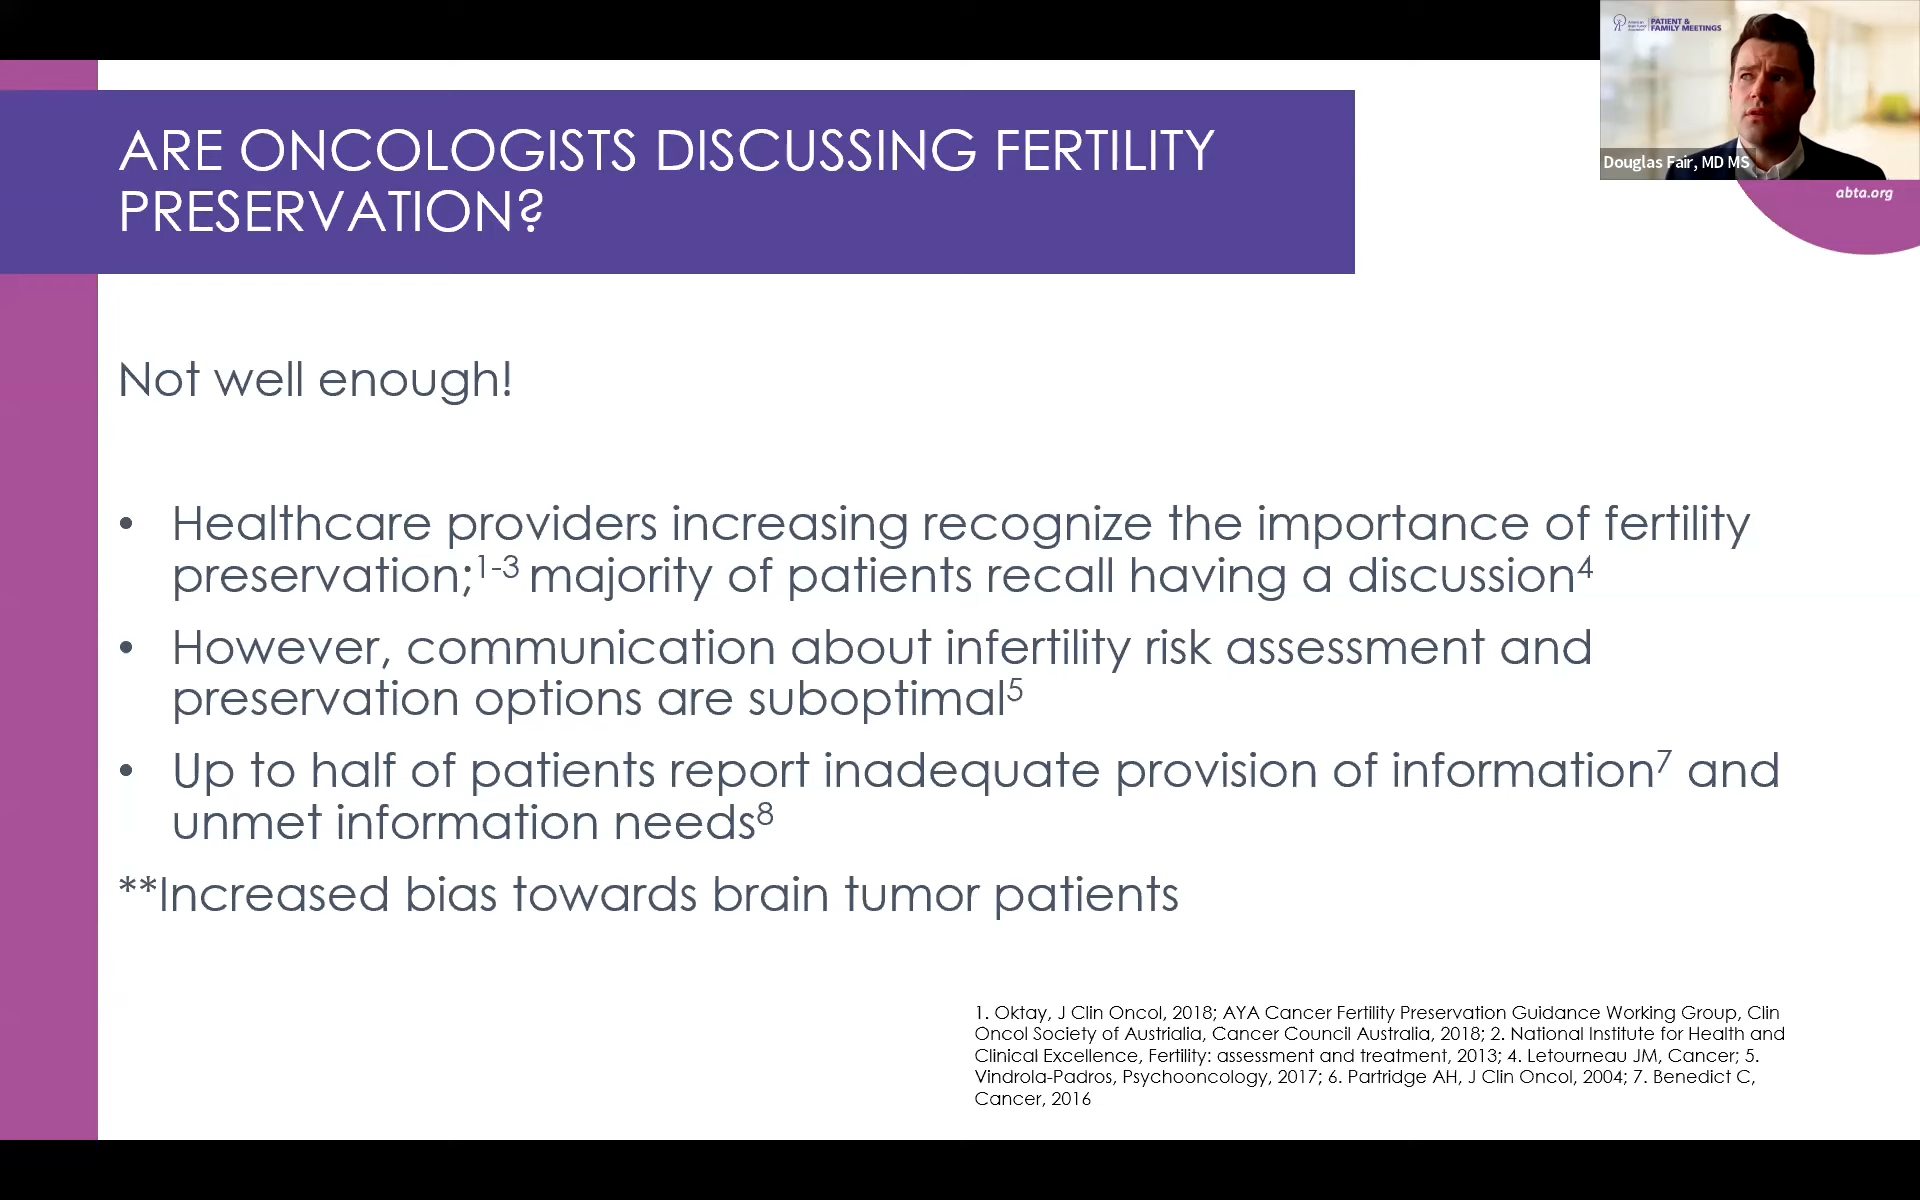 PATIENT &
FAMILY MEETINGS
Douglas Fair, MD MS
abta.org
ARE ONCOLOGISTS DISCUSSING FERTILITY
PRESERVATION?
Not well enough!
• Healthcare providers increasing recognize the importance of fertility
preservation;1-3 majority of patients recall having a discussion4
• However, communication about infertility risk assessment and
preservation options are suboptimal5
• Up to half of patients report inadequate provision of information7 and
unmet information needs8
**Increased bias towards brain tumor patients
1. Oktay, J Clin Oncol, 2018; AYA Cancer Fertility Preservation Guidance Working Group, Clin
Oncol Society of Austrialia, Cancer Council Australia, 2018; 2. National Institute for Health and
Clinical Excellence, Fertility: assessment and treatment, 2013; 4. Letourneau JM, Cancer; 5.
Vindrola-Padros, Psychooncology, 2017; 6. Partridge AH, J Clin Oncol, 2004; 7. Benedict C,
Cancer, 2016